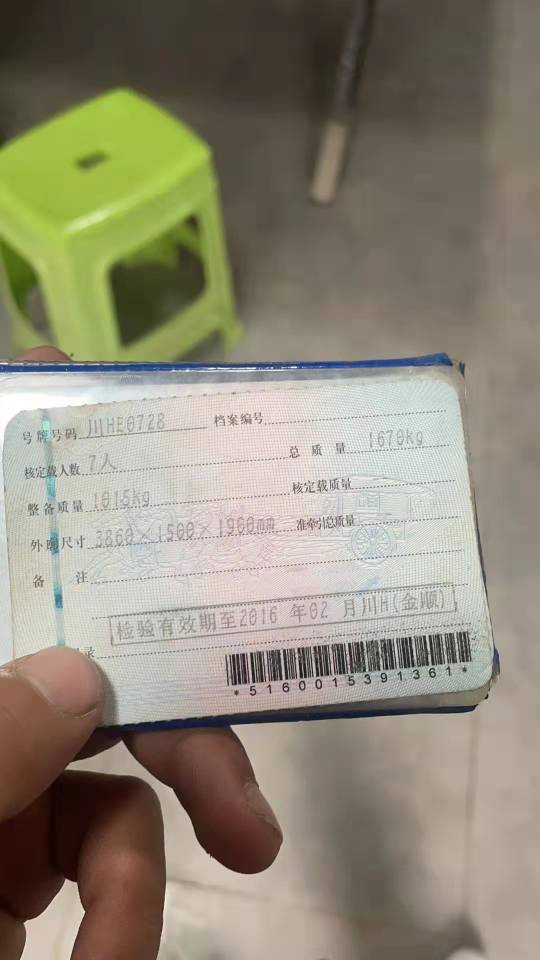 号牌号码 川HE0728 档案编号
核定载人数 7人 总质量 1670kg
整备质量 1015kg 核定载质量
外廓尺寸 3860×1500×1900mm 准牵引总质量
备注
检验有效期至2016 年02 月川H(金顺)
录
*5160015391361*